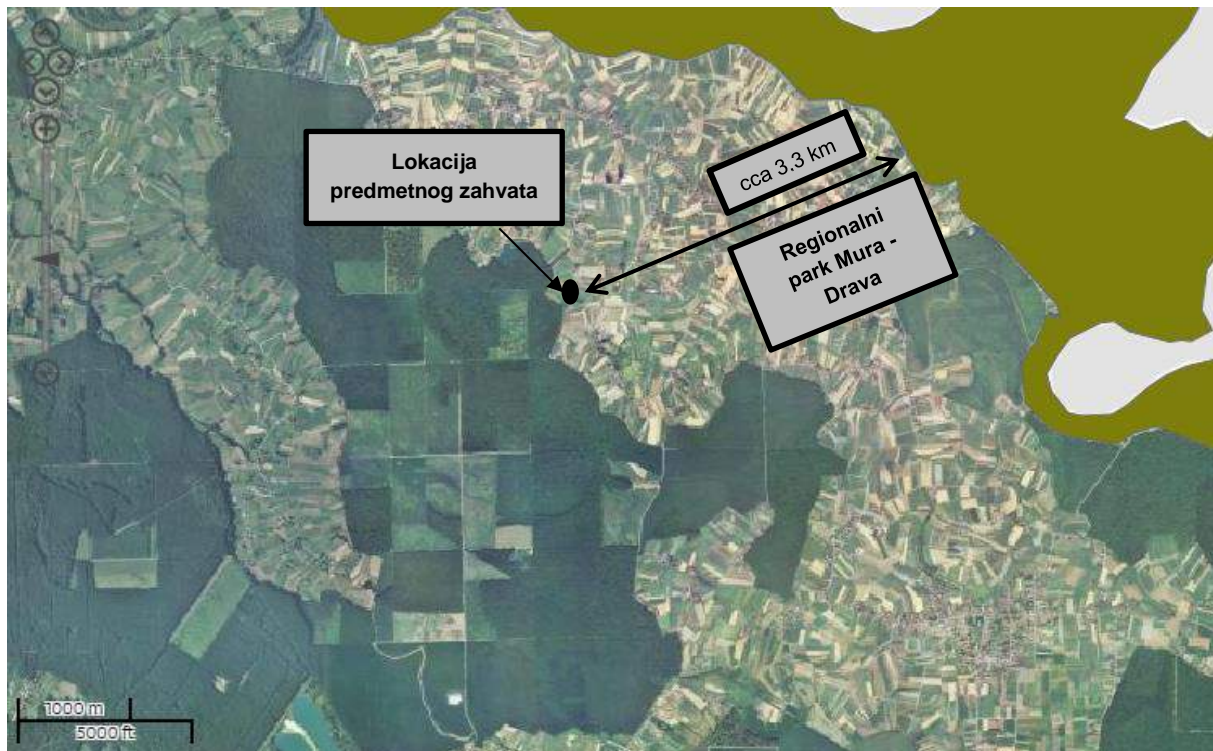 Lokacija
predmetnog zahvata
cca 3.3 km
Regionalni
park Mura -
Drava
1000 m
5000 ft